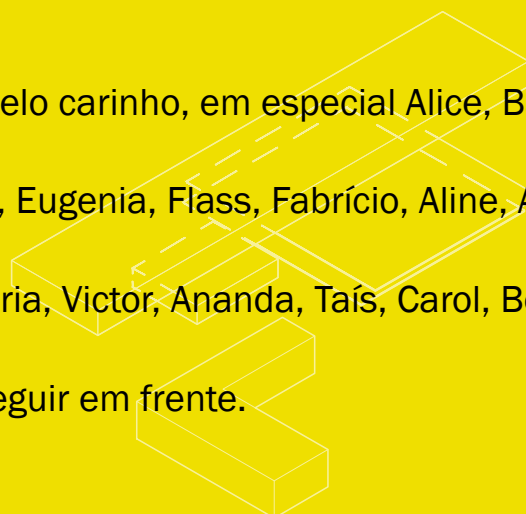 elo carinho, em especial Alice, B
, Eugenia, Flass, Fabrício, Aline, A
ria, Victor, Ananda, Taís, Carol, B
eguir em frente.